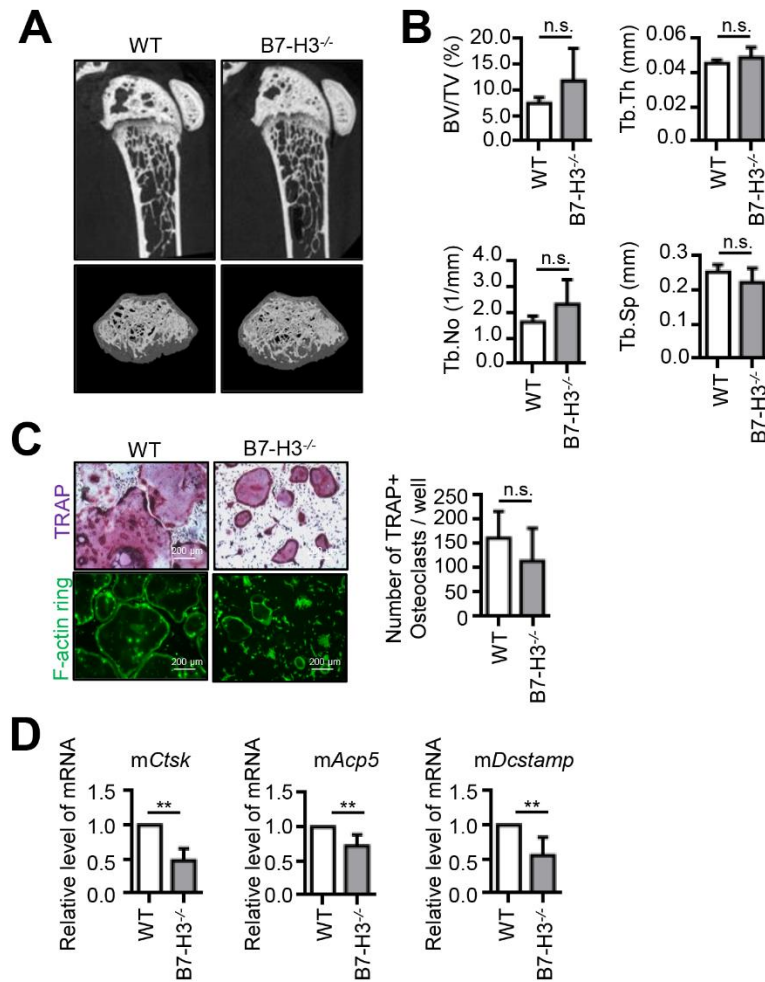 A
WT
B7-H3-/-
B
n.s.
BV/TV (%)
20.0
15.0
10.0
5.0
0.0
WT
B7-H3-/-
n.s.
Tb.Th (mm)
0.06
0.04
0.02
0.0
WT
B7-H3-/-
n.s.
Tb.No (1/mm)
4.0
3.0
2.0
1.0
0.0
WT
B7-H3-/-
n.s.
Tb.Sp (mm)
0.3
0.2
0.1
0.0
WT
B7-H3-/-
C
WT
B7-H3-/-
TRAP
200 μm
200 μm
F-actin ring
200 μm
200 μm
n.s.
Number of TRAP+
Osteoclasts / well
250
200
150
100
50
0
WT
B7-H3-/-
D
mCtsk
Relative level of mRNA
1.5
1.0
0.5
0.0
**
WT
B7-H3-/-
mAcp5
Relative level of mRNA
1.5
1.0
0.5
0.0
**
WT
B7-H3-/-
mDcstamp
Relative level of mRNA
1.5
1.0
0.5
0.0
**
WT
B7-H3-/-